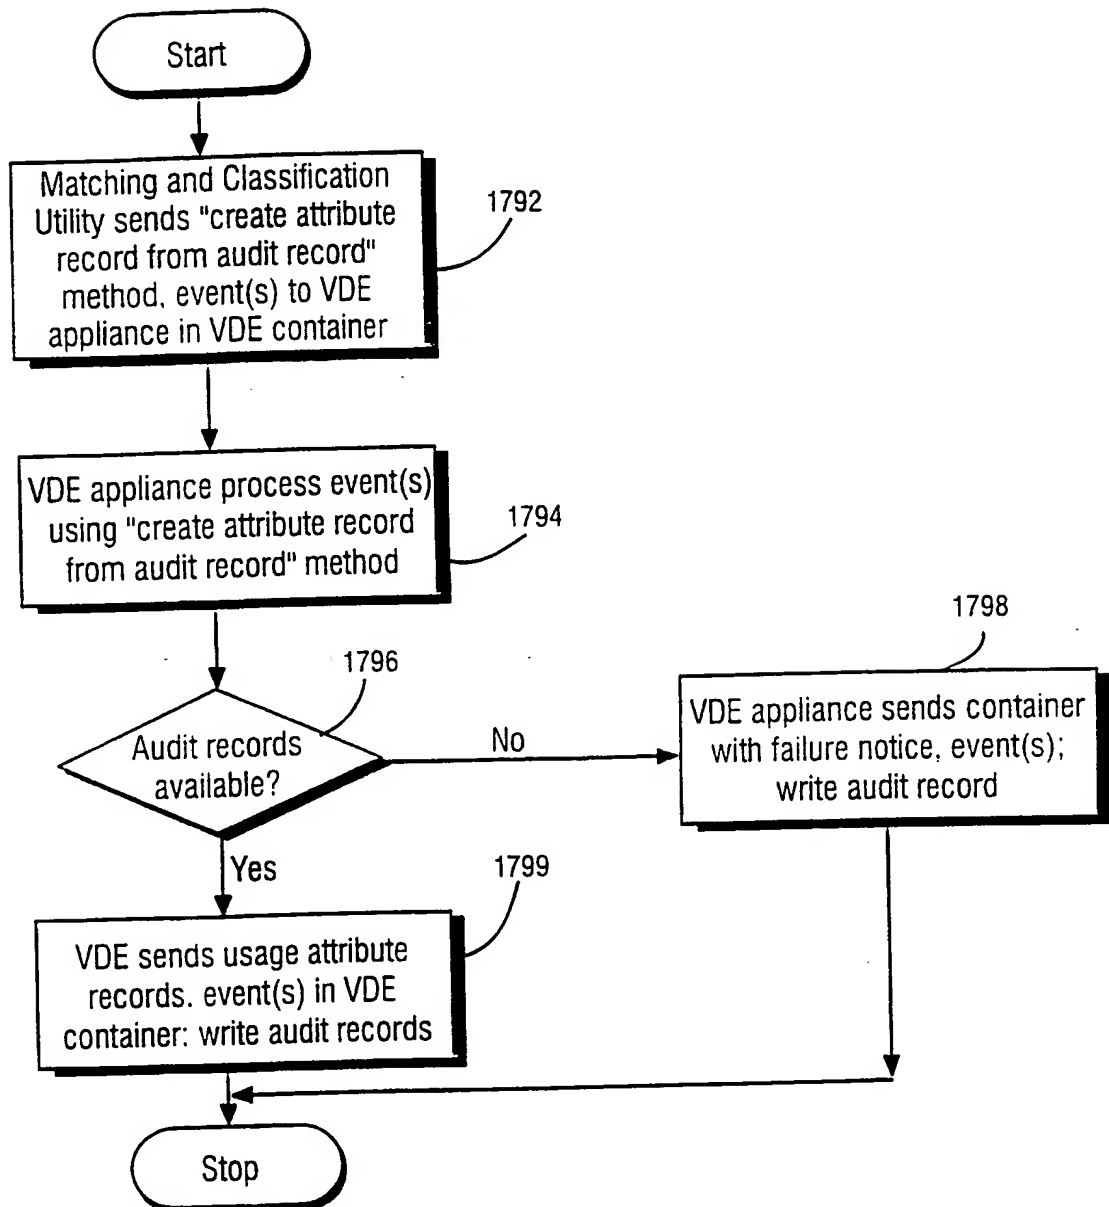 Start
Matching and Classification
Utility sends "create attribute
record from audit record"
method, event(s) to VDE
appliance in VDE container
1792
VDE appliance process event(s)
using "create attribute record
from audit record" method
1794
1796
Audit records
available?
No
Yes
1798
VDE appliance sends container
with failure notice, event(s);
write audit record
1799
VDE sends usage attribute
records. event(s) in VDE
container: write audit records
Stop